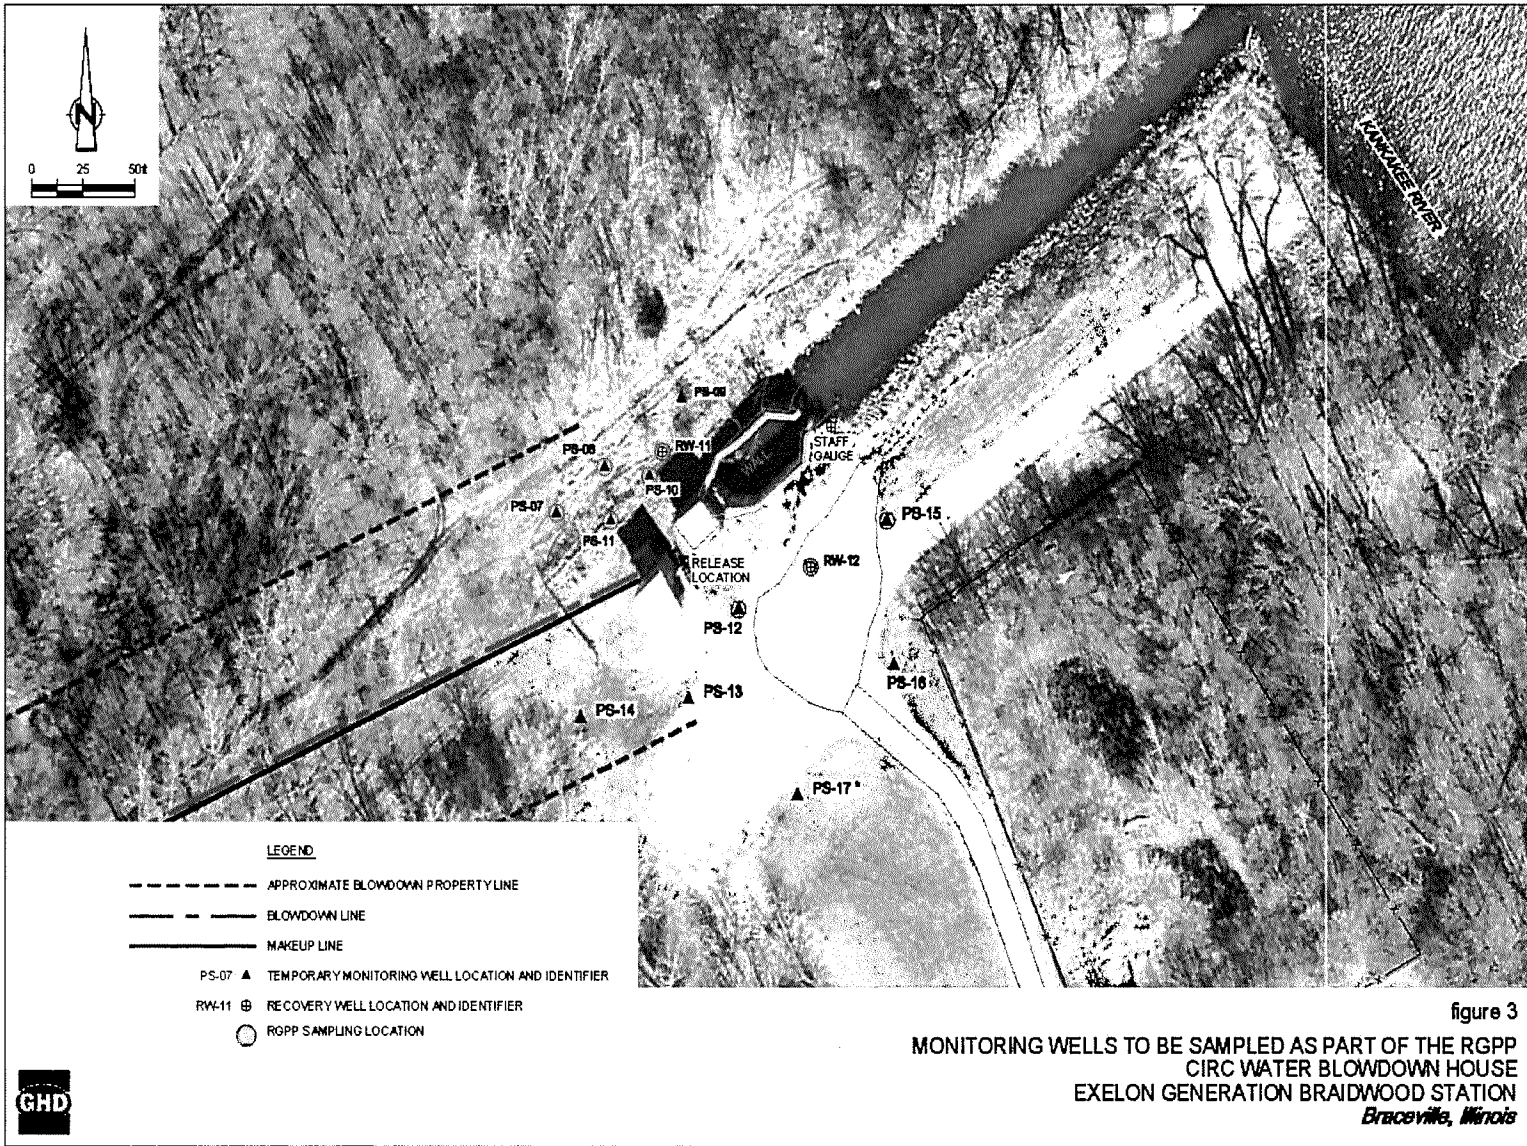 N
0 25 50ft
KANKAKEE RIVER
PS-09
RW-11
STAFF
GAUGE
PS-08
PS-10
PS-07
PS-11
PS-15
RELEASE
LOCATION
RW-12
PS-12
PS-16
PS-13
PS-14
PS-17*
LEGEND
APPROXIMATE BLOWDOWN PROPERTY LINE
BLOWDOWN LINE
MAKEUP LINE
PS-07 TEMPORARY MONITORING WELL LOCATION AND IDENTIFIER
RW-11 RECOVERY WELL LOCATION AND IDENTIFIER
RGPP SAMPLING LOCATION
figure 3
MONITORING WELLS TO BE SAMPLED AS PART OF THE RGPP
CIRC WATER BLOWDOWN HOUSE
EXELON GENERATION BRAIDWOOD STATION
Braceville, Illinois
GHD